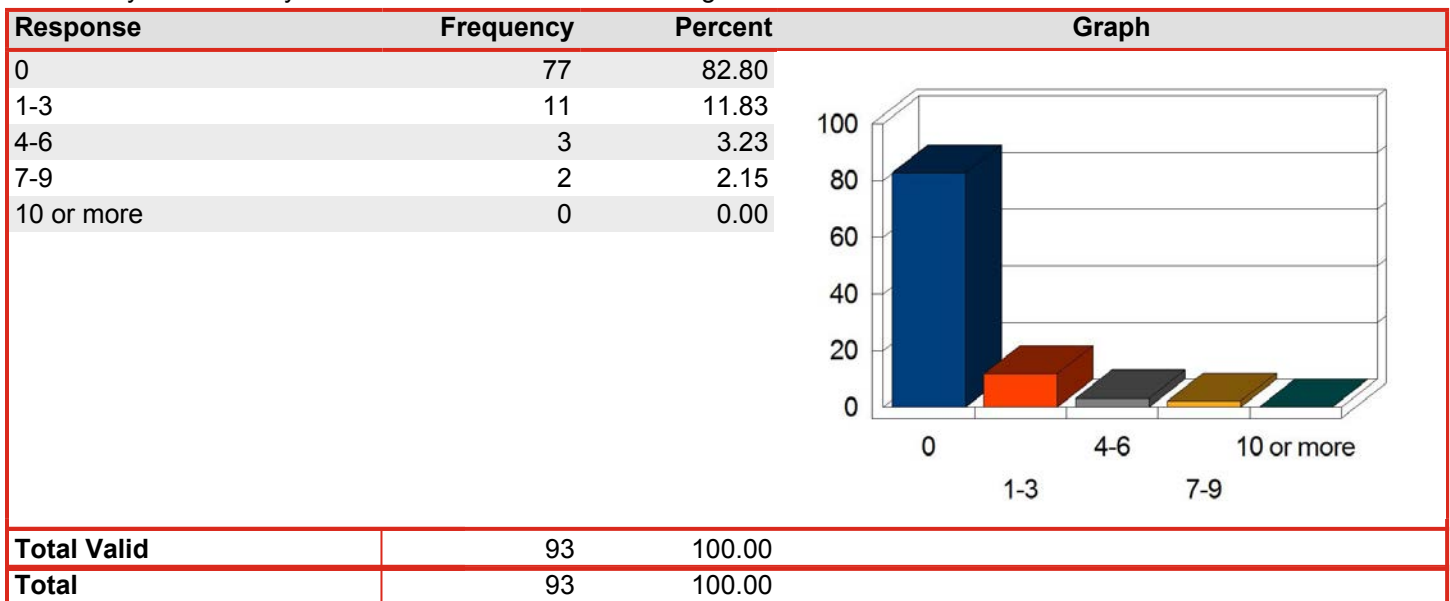 Response Frequency Percent Graph
0 77 82.80
1-3 11 11.83
4-6 3 3.23
7-9 2 2.15
10 or more 0 0.00
100
80
60
40
20
0
0 4-6 10 or more
1-3 7-9
Total Valid 93 100.00
Total 93 100.00